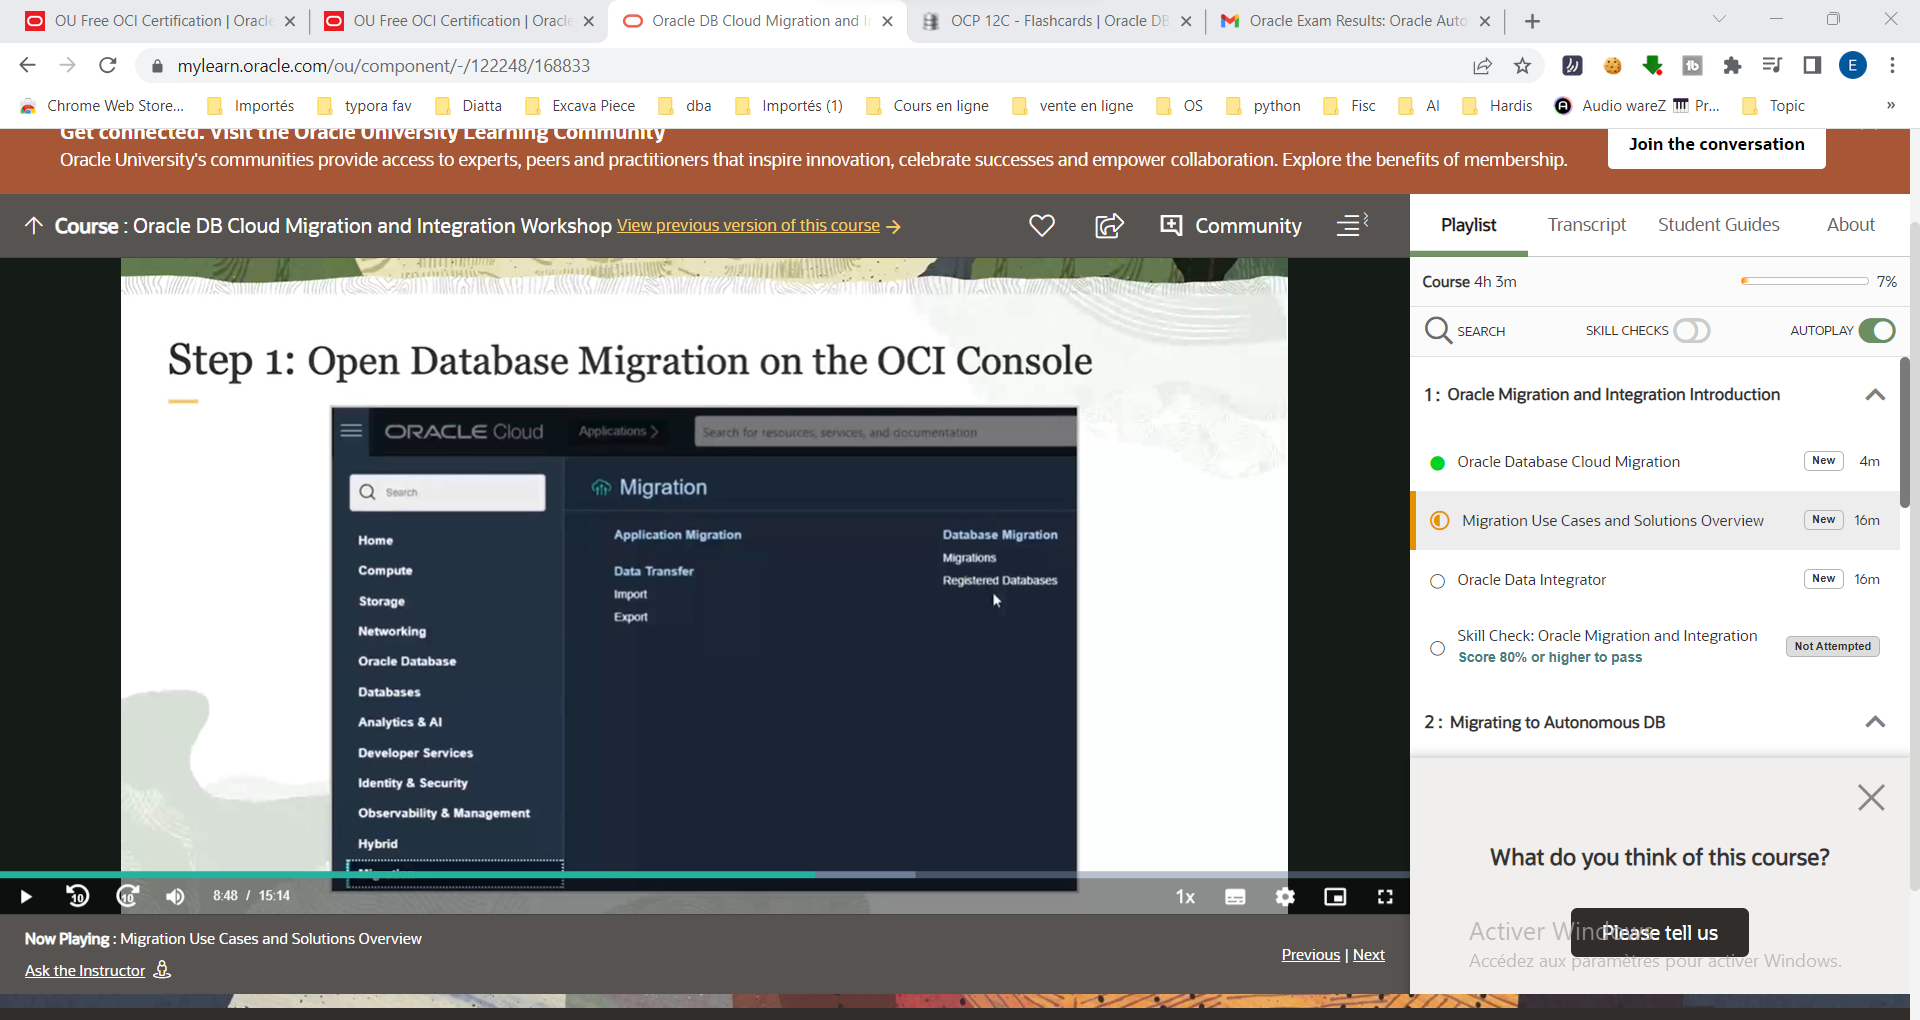 OU Free OCI Certification | Oracle
OU Free OCI Certification | Oracle
Oracle DB Cloud Migration and I
OCP 12C - Flashcards | Oracle DB
Oracle Exam Results: Oracle Auto
mylearn.oracle.com/ou/component/-/122248/168833
E
Chrome Web Store...
Importés
typora fav
Diatta
Excava Piece
dba
Importés (1)
Cours en ligne
vente en ligne
OS
python
Fisc
AI
Hardis
Audio wareZ
Pr...
Topic
»
Get connected. Visit the Oracle University Learning Community
Oracle University's communities provide access to experts, peers and practitioners that inspire innovation, celebrate successes and empower collaboration. Explore the benefits of membership.
Join the conversation
Course : Oracle DB Cloud Migration and Integration Workshop View previous version of this course →
Community
Playlist
Transcript
Student Guides
About
Course 4h 3m
7%
SEARCH
SKILL CHECKS
AUTOPLAY
1 : Oracle Migration and Integration Introduction
Oracle Database Cloud Migration
New
4m
Migration Use Cases and Solutions Overview
New
16m
Oracle Data Integrator
New
16m
Skill Check: Oracle Migration and Integration
Score 80% or higher to pass
Not Attempted
2 : Migrating to Autonomous DB
What do you think of this course?
Please tell us
Activer Windows
Accédez aux paramètres pour activer Windows.
Step 1: Open Database Migration on the OCI Console
ORACLE Cloud
Applications >
Search for resources, services, and documentation
Search
Home
Compute
Storage
Networking
Oracle Database
Databases
Analytics & AI
Developer Services
Identity & Security
Observability & Management
Hybrid
Migration
Migration
Application Migration
Data Transfer
Import
Export
Database Migration
Migrations
Registered Databases
10
10
8:48 / 15:14
1x
Now Playing : Migration Use Cases and Solutions Overview
Ask the Instructor
Previous | Next